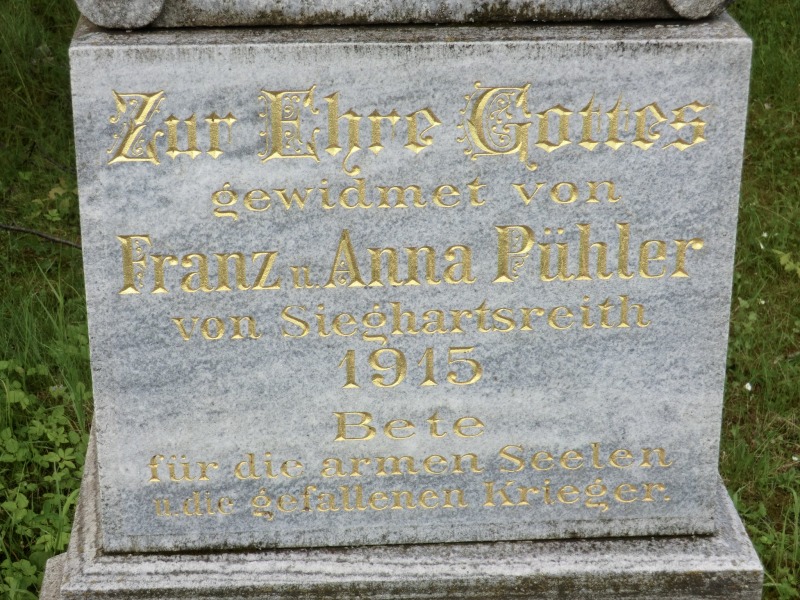 Zur Ehre Gottes
gewidmet von
Franz u. Anna Pühler
von Sieghartsreith
1915
Bete
für die armen Seelen
u. die gefallenen Krieger.